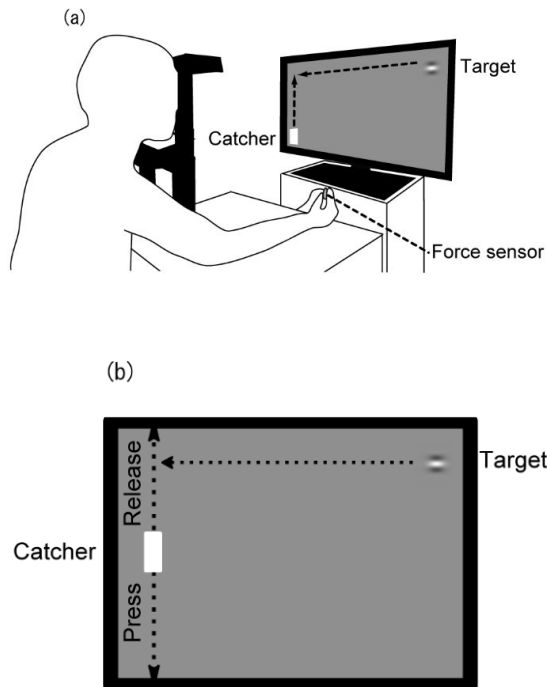 (a)
Target
Catcher
Force sensor
(b)
Release
Target
Catcher
Press